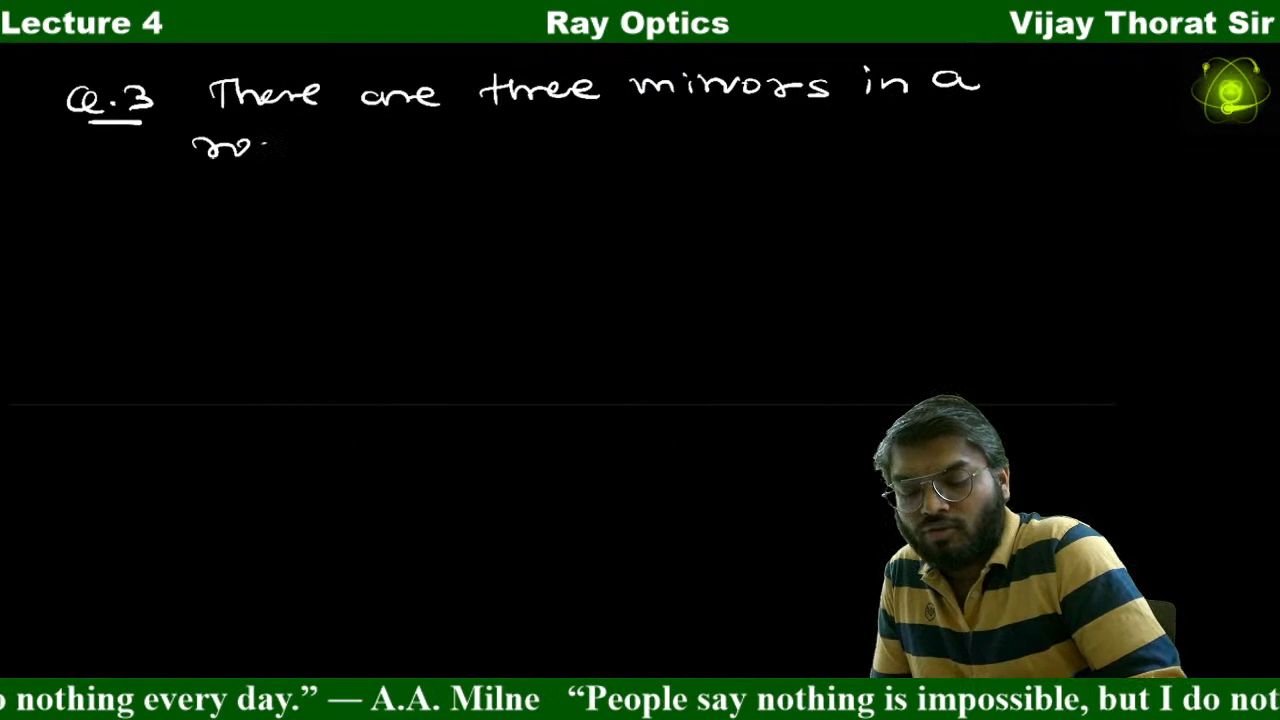 Lecture 4 Ray Optics Vijay Thorat Sir
Q.3 There are three mirrors in a
ro
o nothing every day.” — A.A. Milne “People say nothing is impossible, but I do not